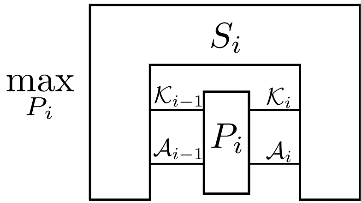 S_i
max
P_i
𝒦_{i−1} 𝒦_i
P_i
𝒜_{i−1} 𝒜_i